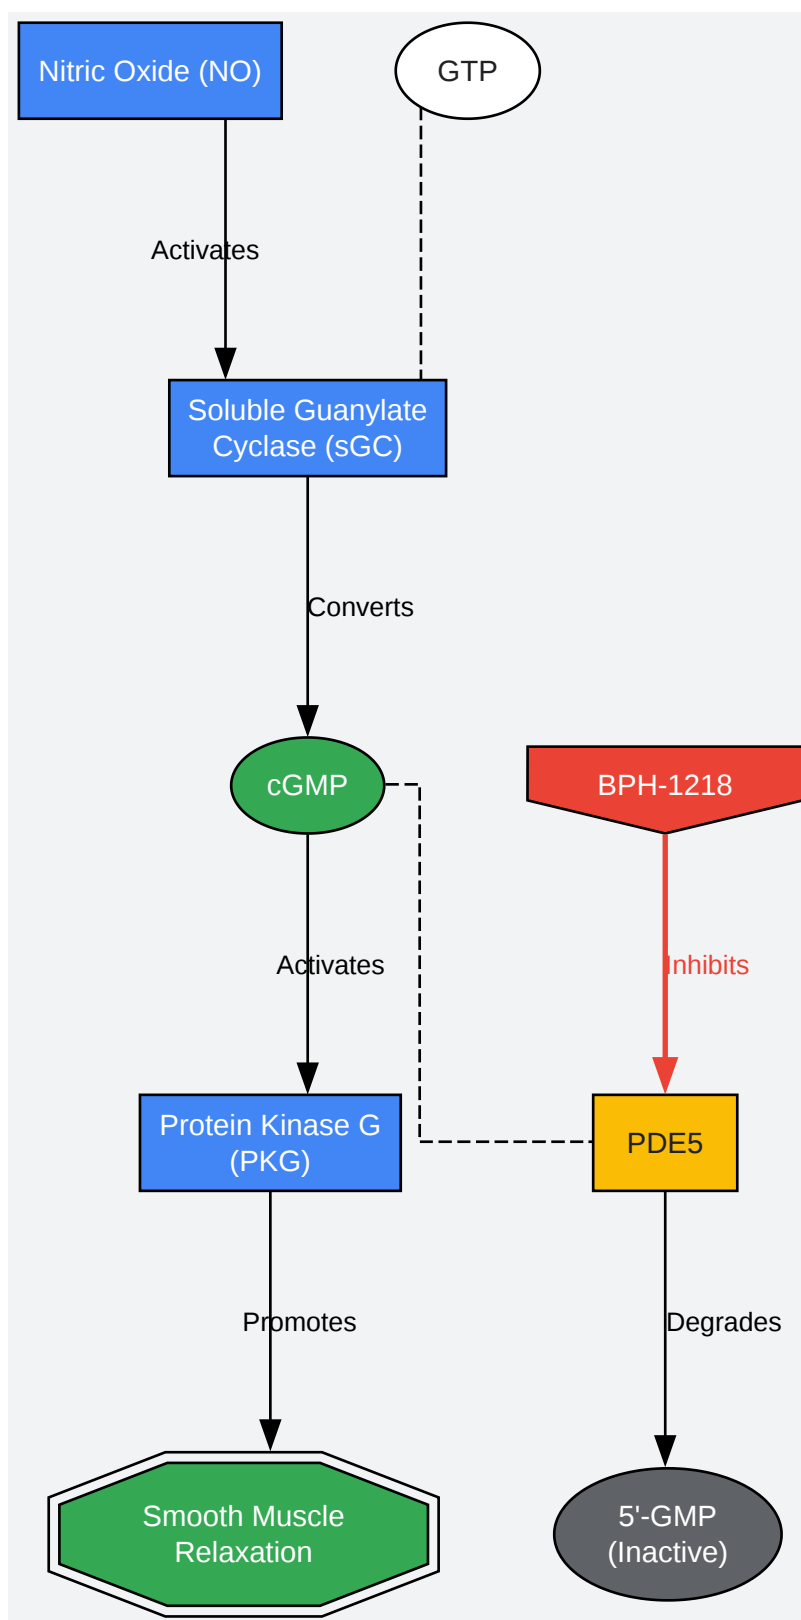 Nitric Oxide (NO)
GTP
Activates
Soluble Guanylate
Cyclase (sGC)
Converts
cGMP
BPH-1218
Activates
Inhibits
Protein Kinase G
(PKG)
PDE5
Promotes
Degrades
Smooth Muscle
Relaxation
5'-GMP
(Inactive)